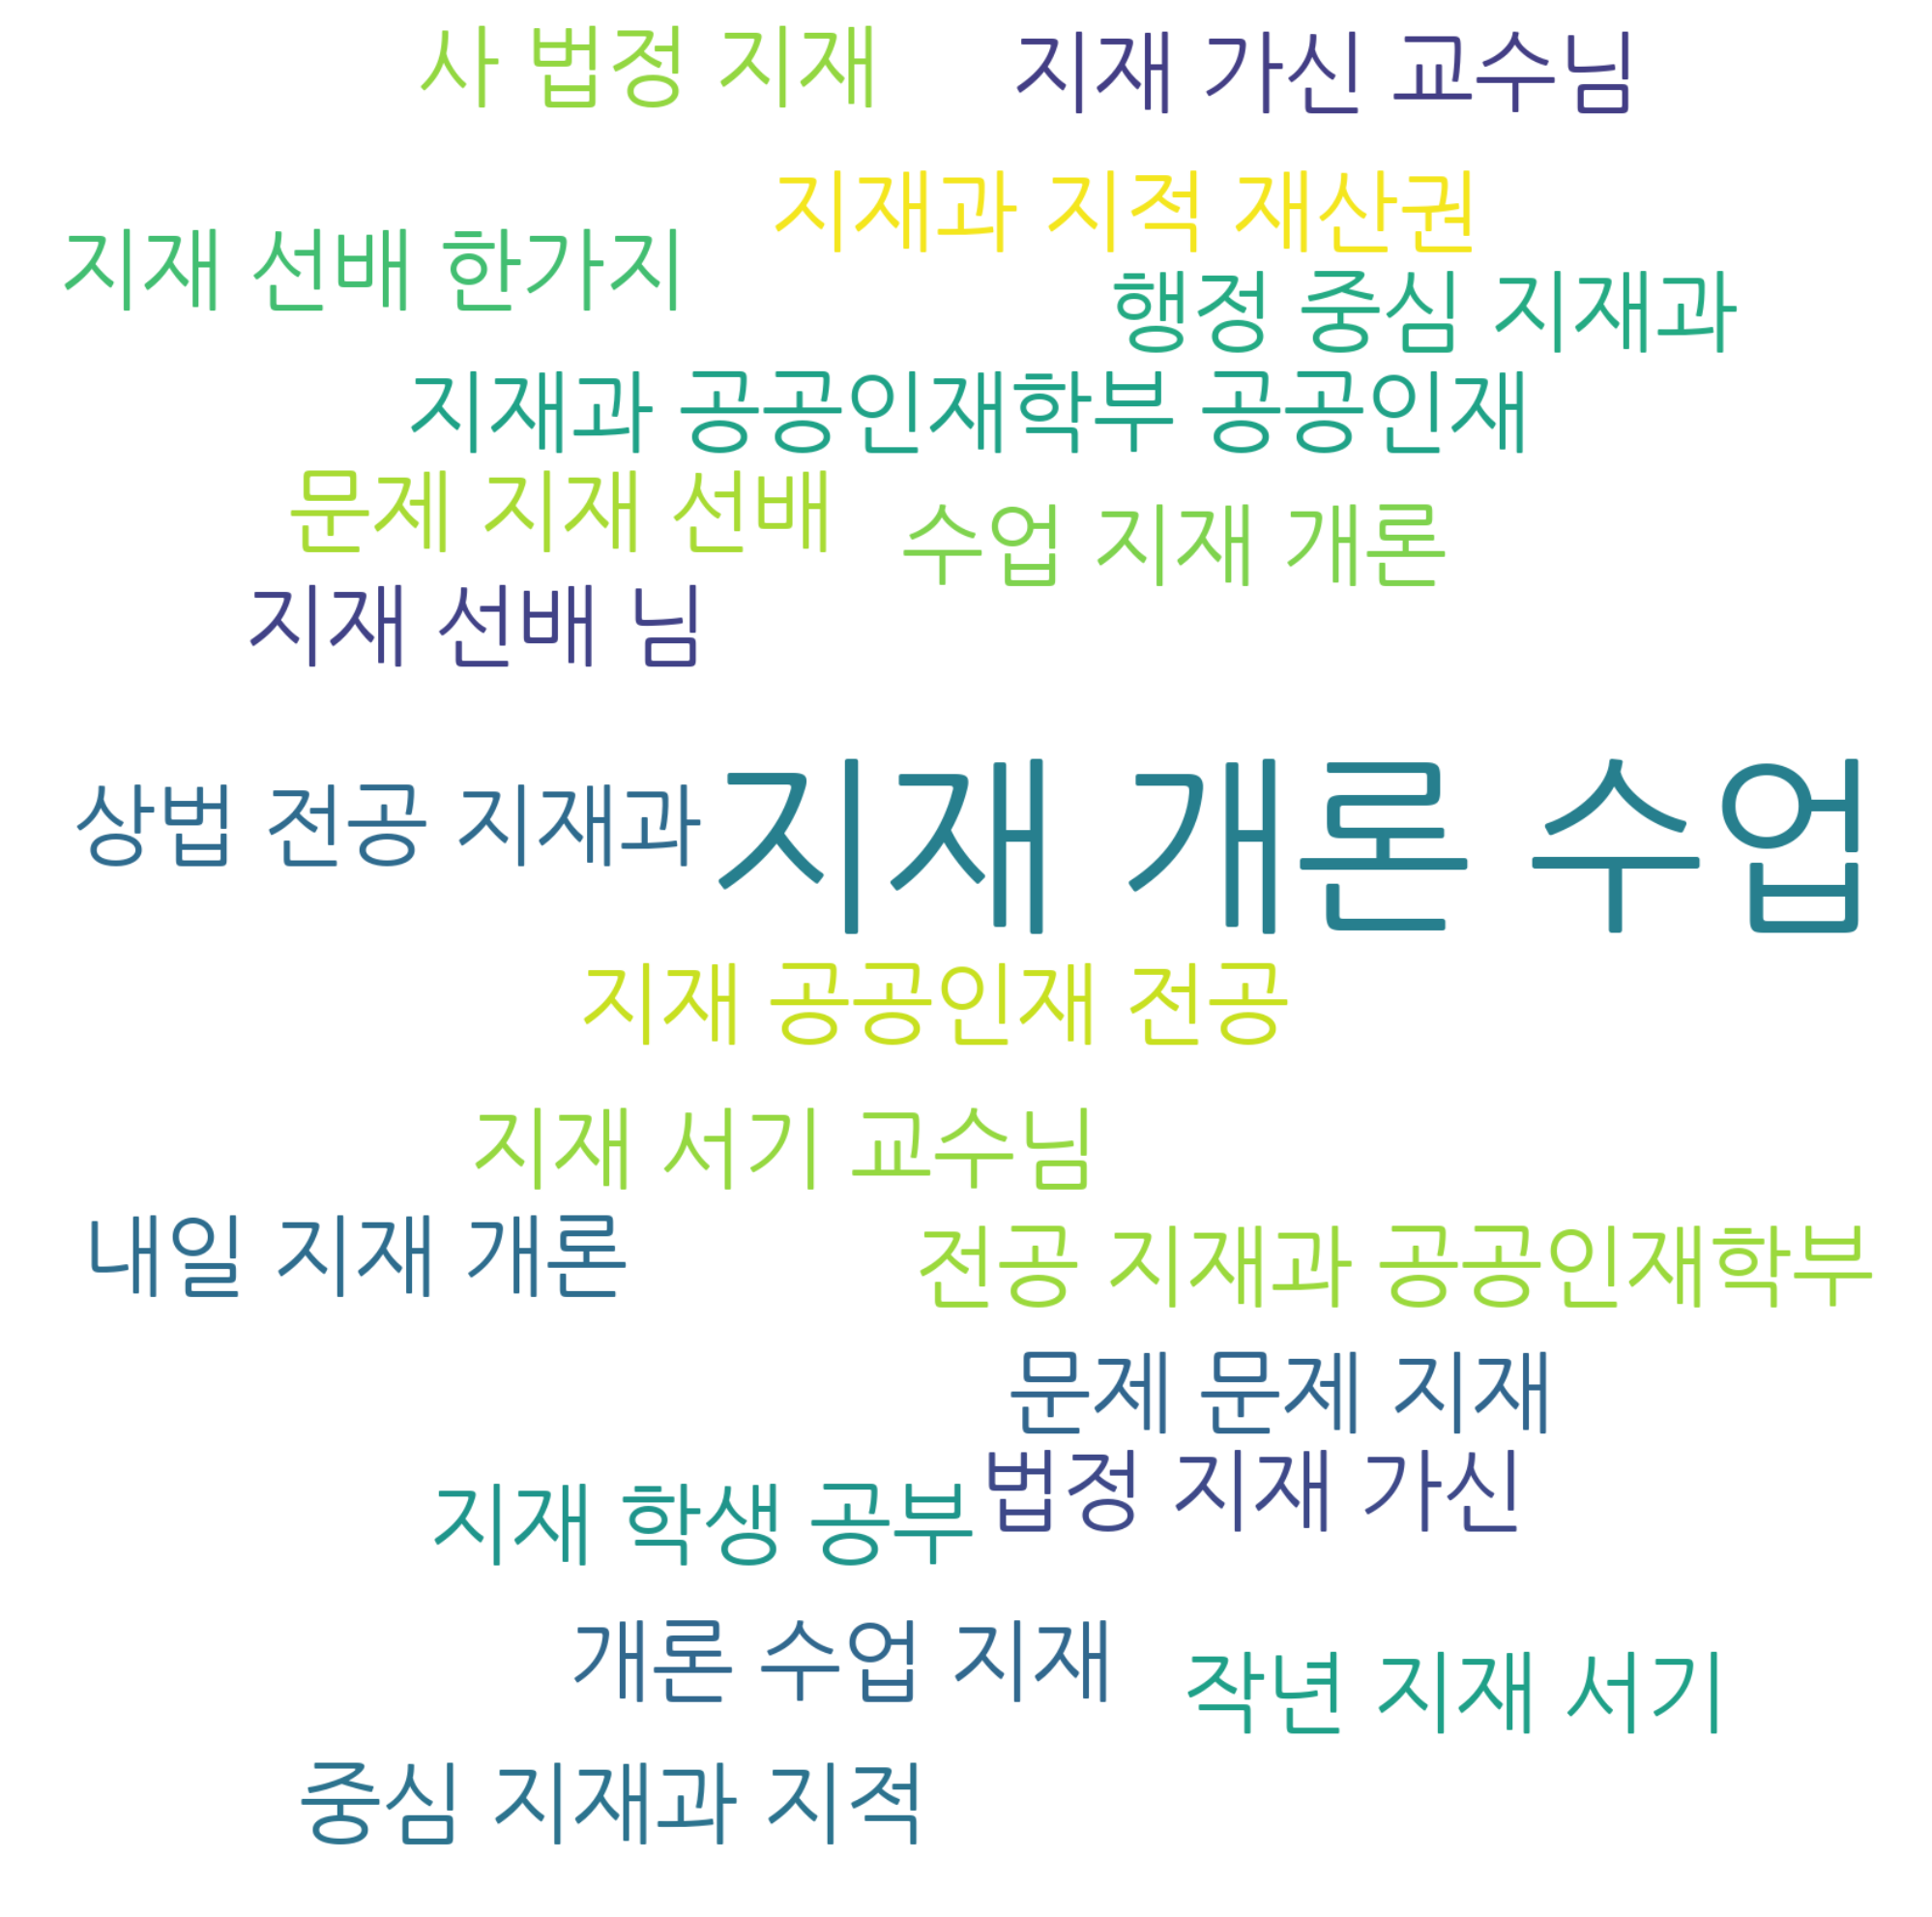 사 법정 지재
지재 가신 교수님
지재과 지적 재산권
지재 선배 한가지
행정 중심 지재과
지재과 공공인재학부 공공인재
문제 지재 선배
수업 지재 개론
지재 선배 님
상법 전공 지재과
지재 개론 수업
지재 공공인재 전공
지재 서기 교수님
내일 지재 개론
전공 지재과 공공인재학부
문제 문제 지재
법정 지재 가신
지재 학생 공부
개론 수업 지재
작년 지재 서기
중심 지재과 지적